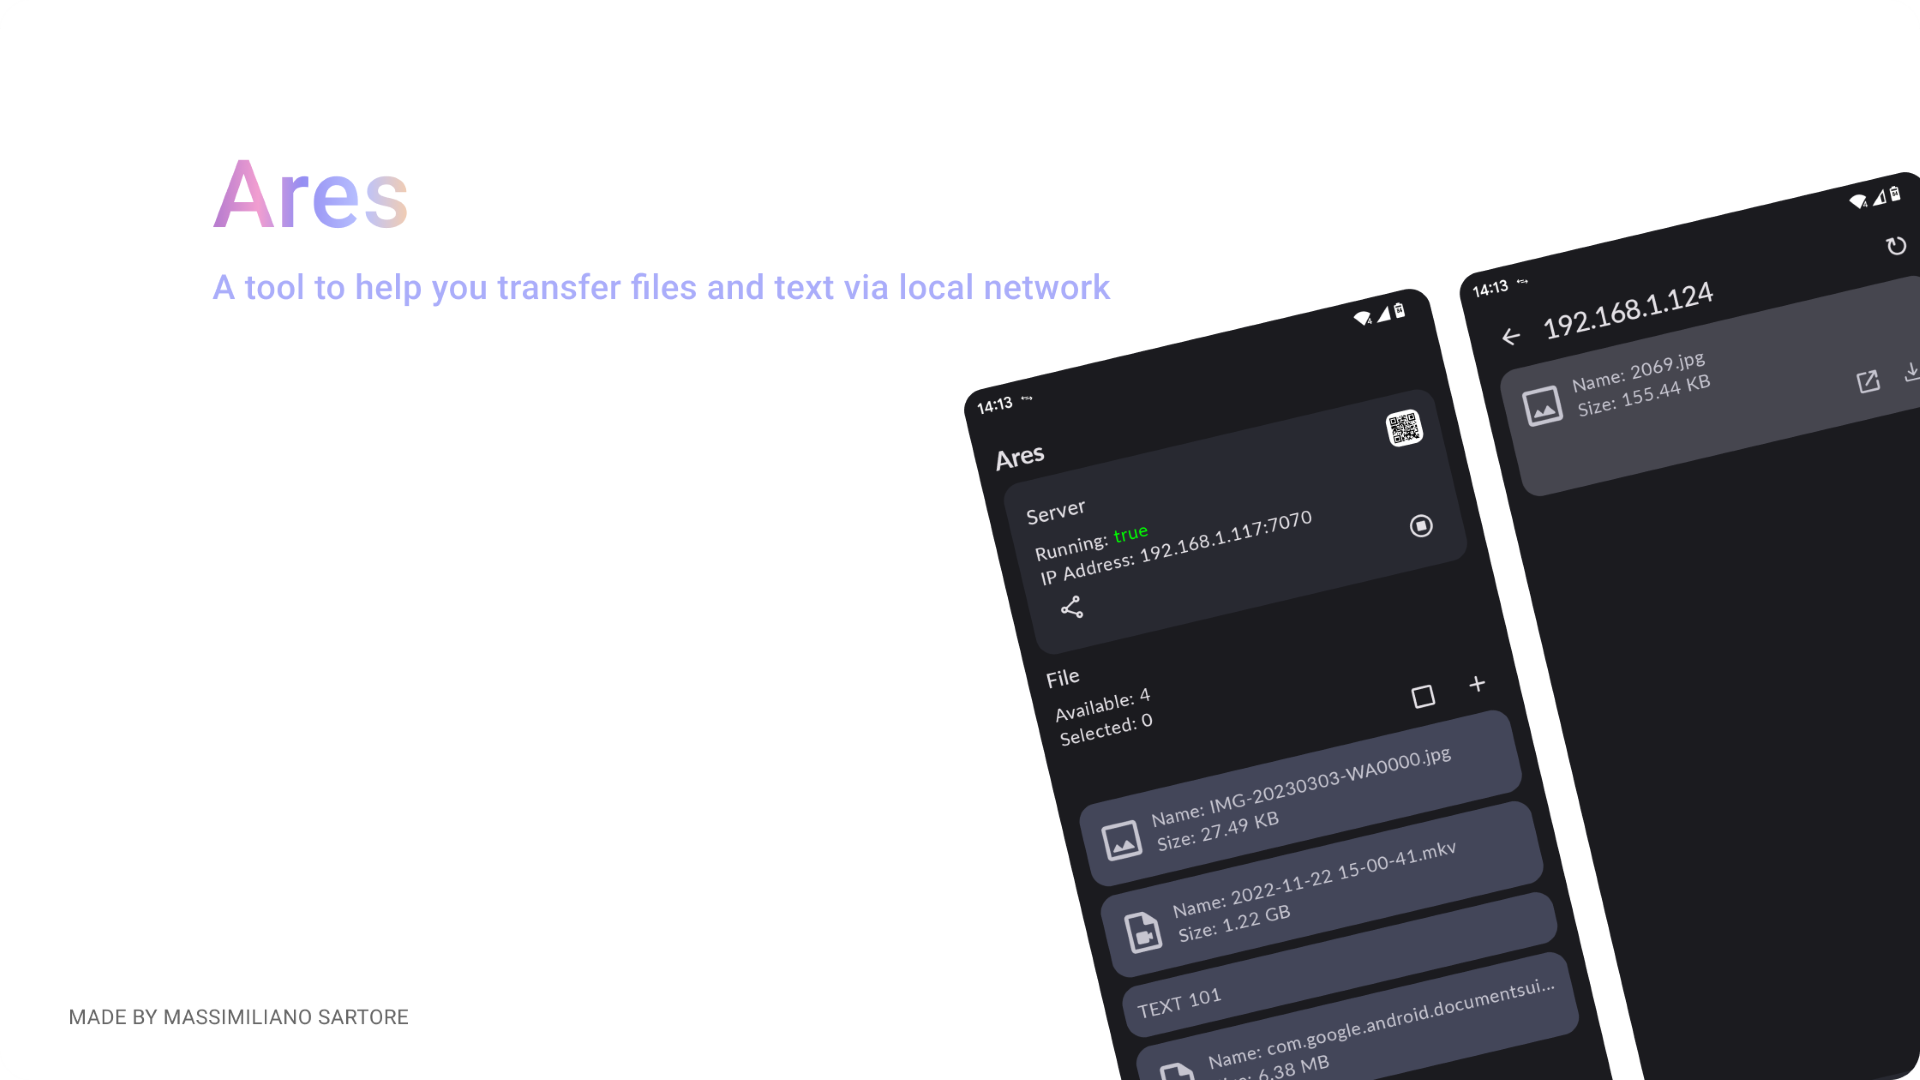 Ares
A tool to help you transfer files and text via local network
14:13
Ares
Server
Running: true
IP Address: 192.168.1.117:7070
File
Available: 4
Selected: 0
Name: IMG-20230303-WA0000.jpg
Size: 27.49 KB
Name: 2022-11-22 15-00-41.mkv
Size: 1.22 GB
TEXT 101
Name: com.google.android.documentsui...
6.38 MB
14:13
192.168.1.124
Name: 2069.jpg
Size: 155.44 KB
MADE BY MASSIMILIANO SARTORE